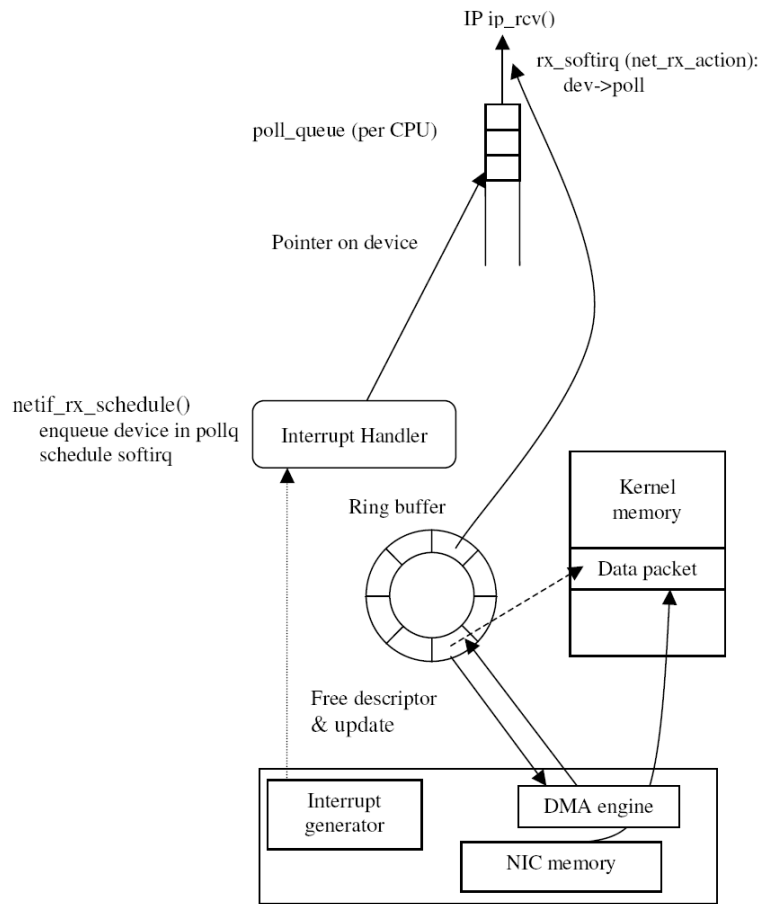 IP ip_rcv()
rx_softirq (net_rx_action):
dev->poll
poll_queue (per CPU)
Pointer on device
netif_rx_schedule()
enqueue device in pollq
schedule softirq
Interrupt Handler
Ring buffer
Kernel
memory
Data packet
Free descriptor
& update
Interrupt
generator
DMA engine
NIC memory